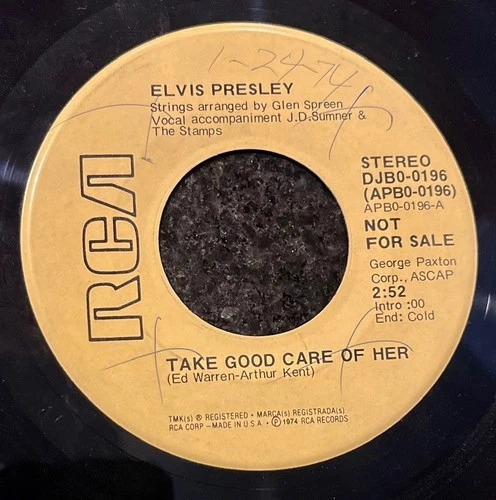 1-24-74
ELVIS PRESLEY
Strings arranged by Glen Spreen
Vocal accompaniment J.D.Sumner &
The Stamps
RCA
STEREO
DJB0-0196
(APB0-0196)
APB0-0196-A
NOT
FOR SALE
George Paxton
Corp., ASCAP
2:52
Intro :00
End: Cold
TAKE GOOD CARE OF HER
(Ed Warren-Arthur Kent)
TMK(s) ® REGISTERED • MARCA(s) REGISTRADA(s)
RCA CORP – MADE IN U.S.A. • ℗ 1974 RCA RECORDS